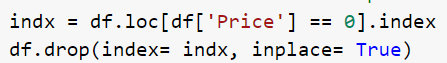 indx = df.loc[df['Price'] == 0].index
df.drop(index= indx, inplace= True)